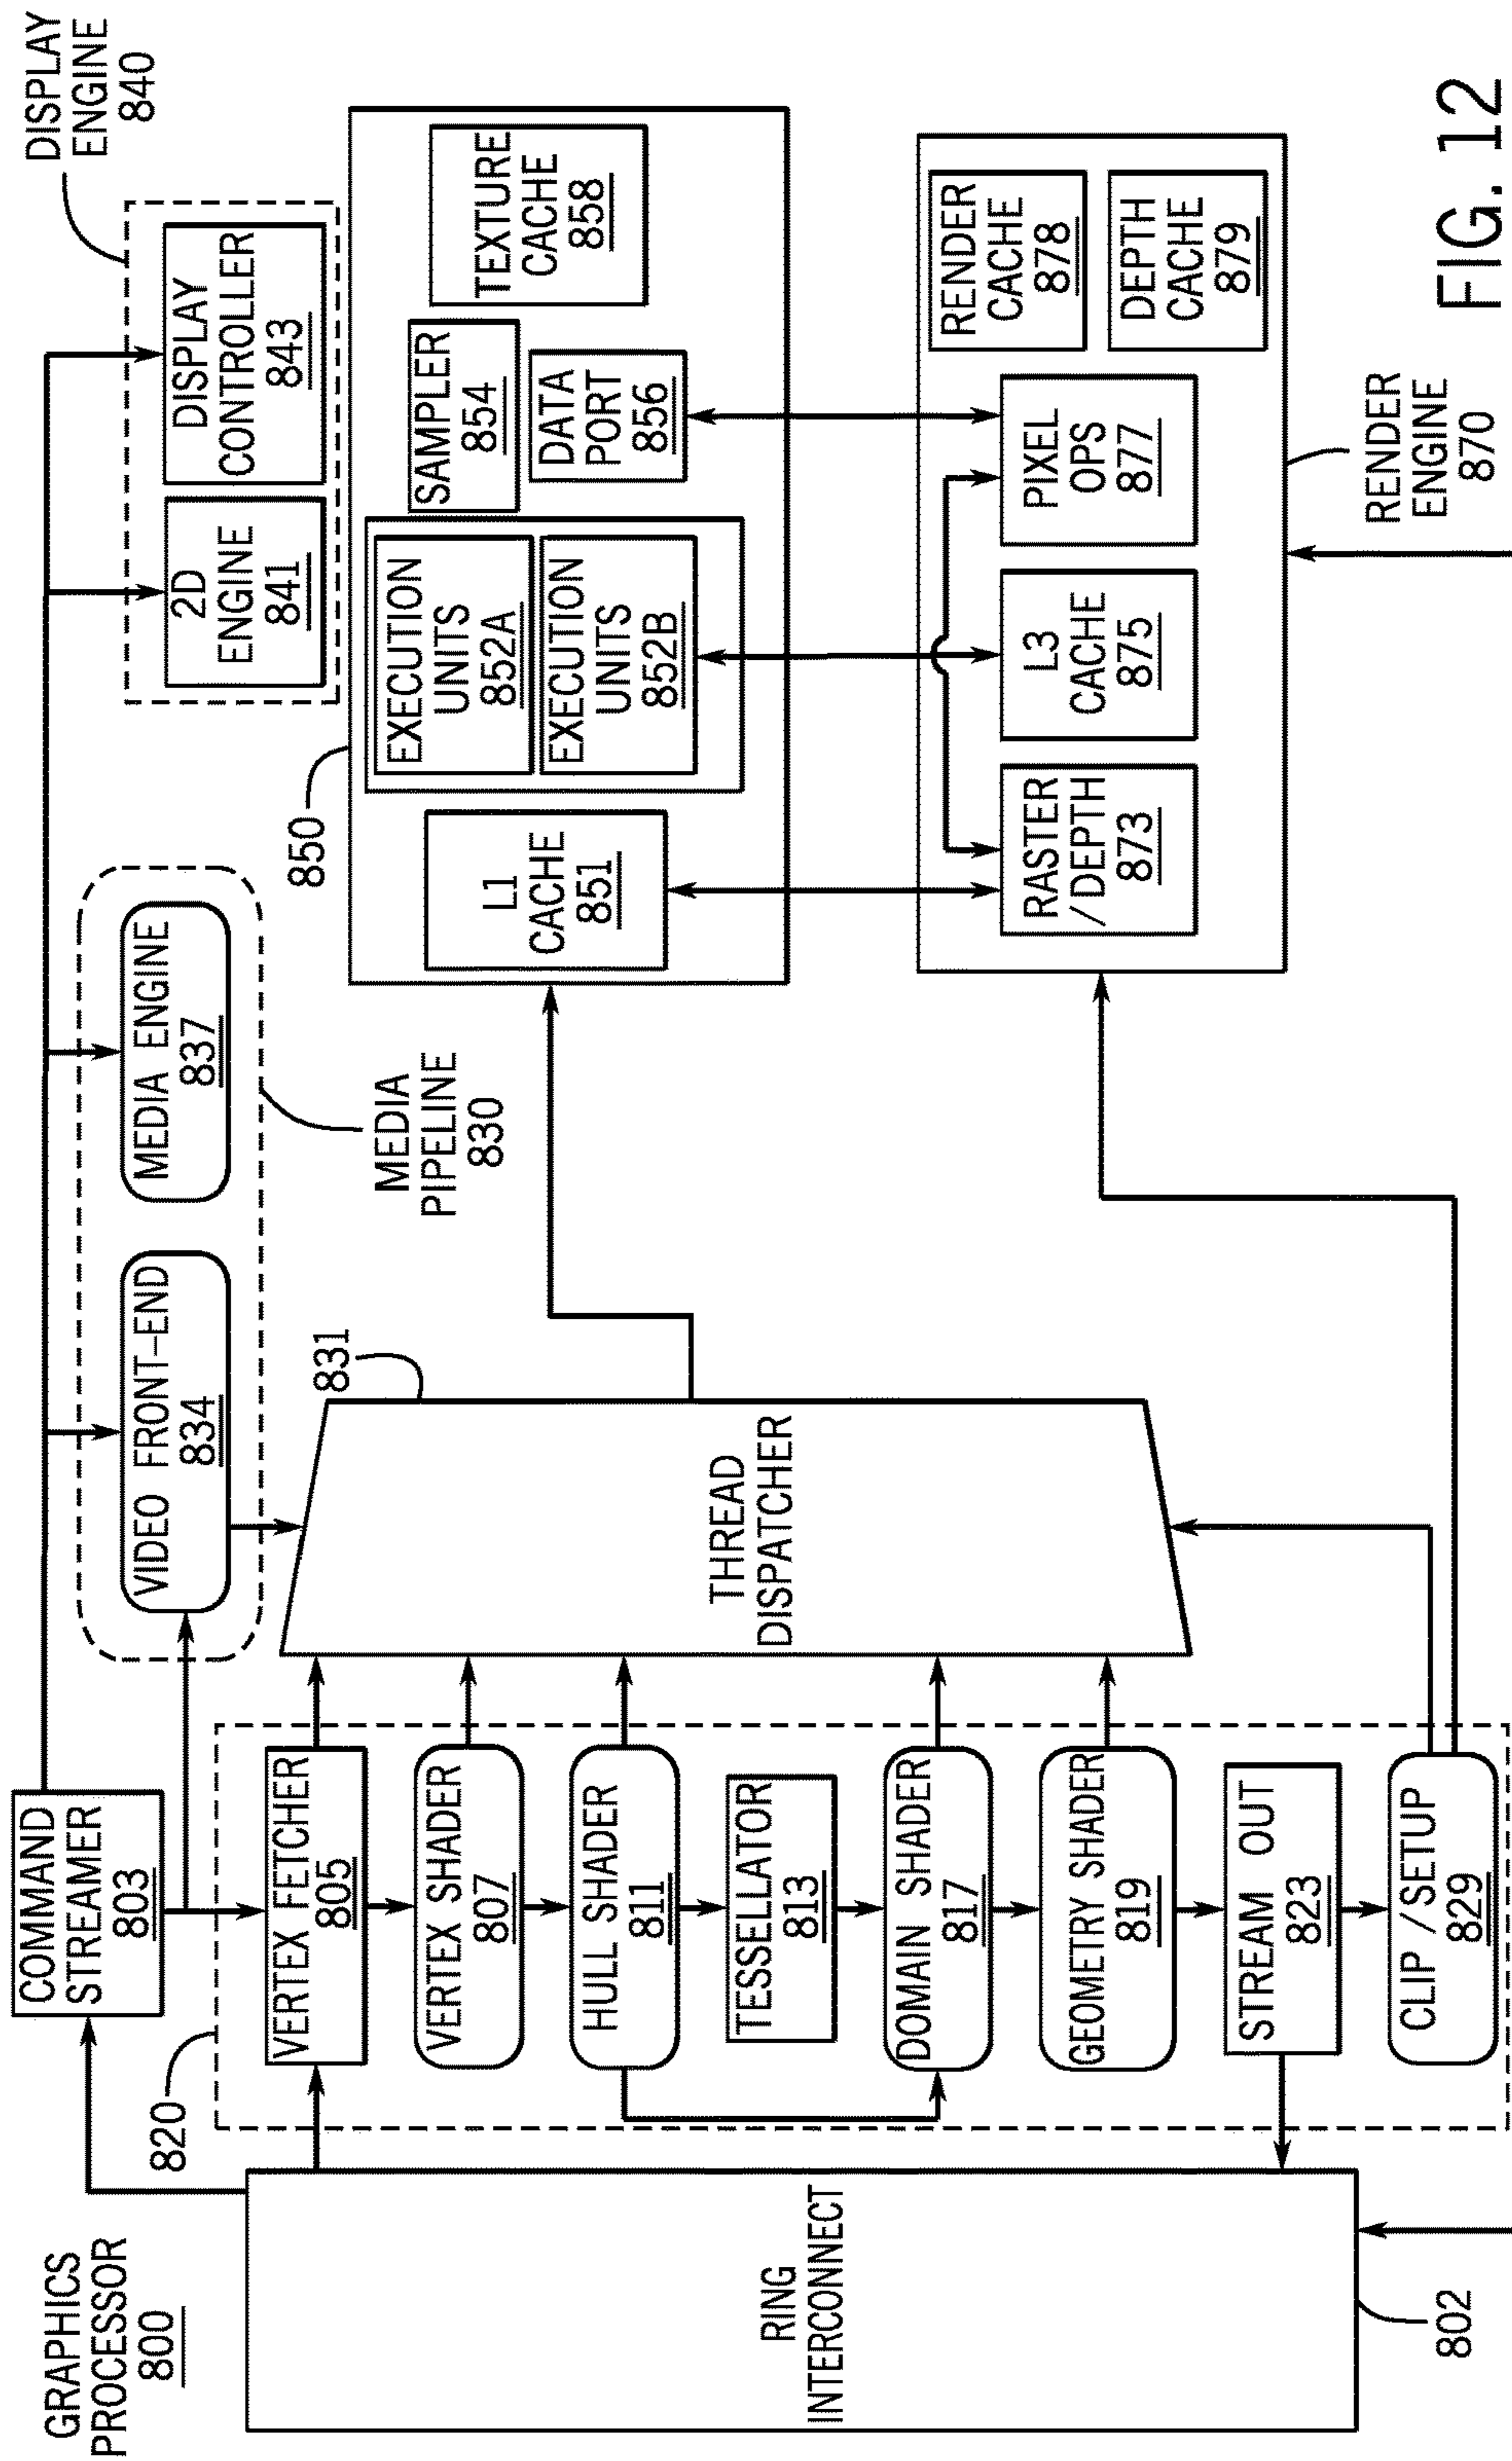 GRAPHICS
PROCESSOR
800
RING
INTERCONNECT
802
820
COMMAND
STREAMER
803
VERTEX FETCHER
805
VERTEX SHADER
807
HULL SHADER
811
TESSELLATOR
813
DOMAIN SHADER
817
GEOMETRY SHADER
819
STREAM OUT
823
CLIP/SETUP
829
VIDEO FRONT-END
834
MEDIA ENGINE
837
MEDIA
PIPELINE
830
THREAD
DISPATCHER
831
DISPLAY
ENGINE
840
2D
ENGINE
841
DISPLAY
CONTROLLER
843
850
L1
CACHE
851
EXECUTION
UNITS
852A
EXECUTION
UNITS
852B
SAMPLER
854
DATA
PORT
856
TEXTURE
CACHE
858
RASTER
/DEPTH
873
L3
CACHE
875
PIXEL
OPS
877
RENDER
CACHE
878
DEPTH
CACHE
879
RENDER
ENGINE
870
FIG. 12